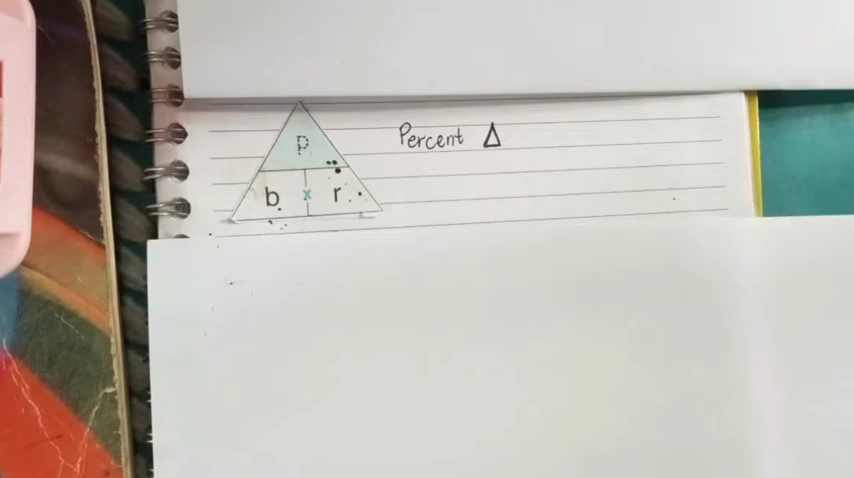 P
Percent Δ
b x r